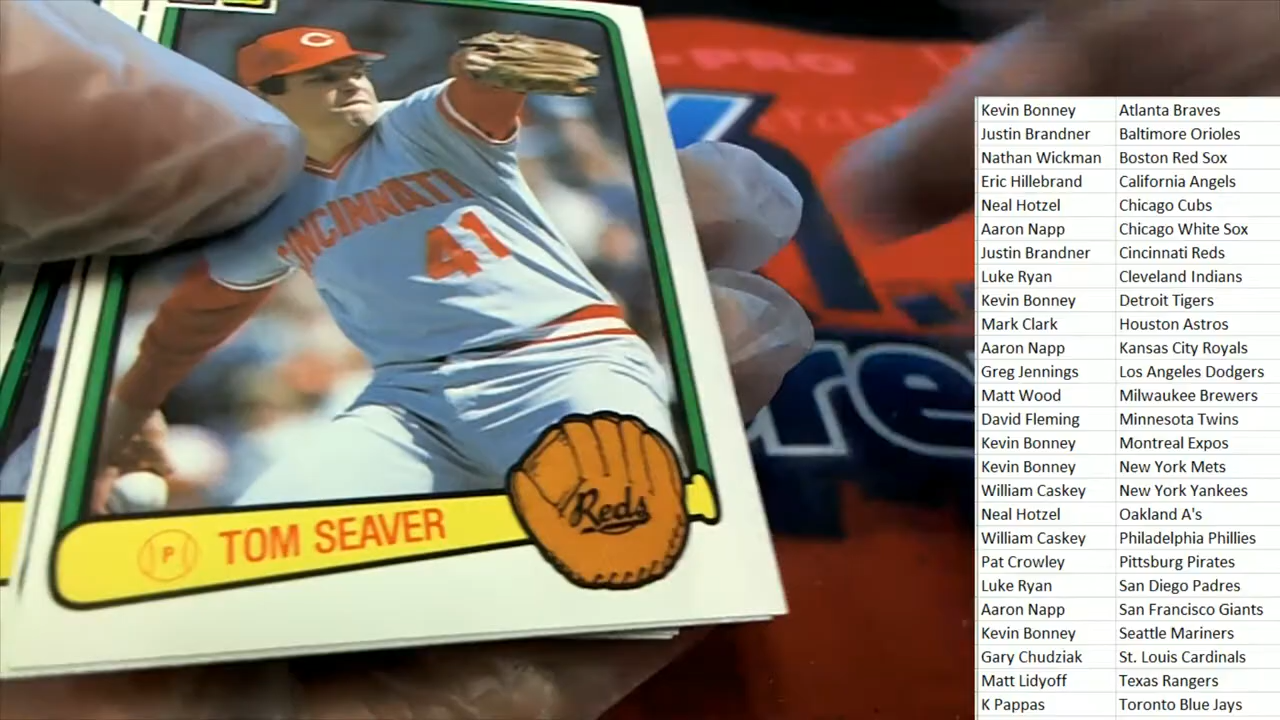 C
CINCINNATI
41
Reds
P TOM SEAVER
-PRO
re
Kevin Bonney Atlanta Braves
Justin Brandner Baltimore Orioles
Nathan Wickman Boston Red Sox
Eric Hillebrand California Angels
Neal Hotzel Chicago Cubs
Aaron Napp Chicago White Sox
Justin Brandner Cincinnati Reds
Luke Ryan Cleveland Indians
Kevin Bonney Detroit Tigers
Mark Clark Houston Astros
Aaron Napp Kansas City Royals
Greg Jennings Los Angeles Dodgers
Matt Wood Milwaukee Brewers
David Fleming Minnesota Twins
Kevin Bonney Montreal Expos
Kevin Bonney New York Mets
William Caskey New York Yankees
Neal Hotzel Oakland A's
William Caskey Philadelphia Phillies
Pat Crowley Pittsburg Pirates
Luke Ryan San Diego Padres
Aaron Napp San Francisco Giants
Kevin Bonney Seattle Mariners
Gary Chudziak St. Louis Cardinals
Matt Lidyoff Texas Rangers
K Pappas Toronto Blue Jays